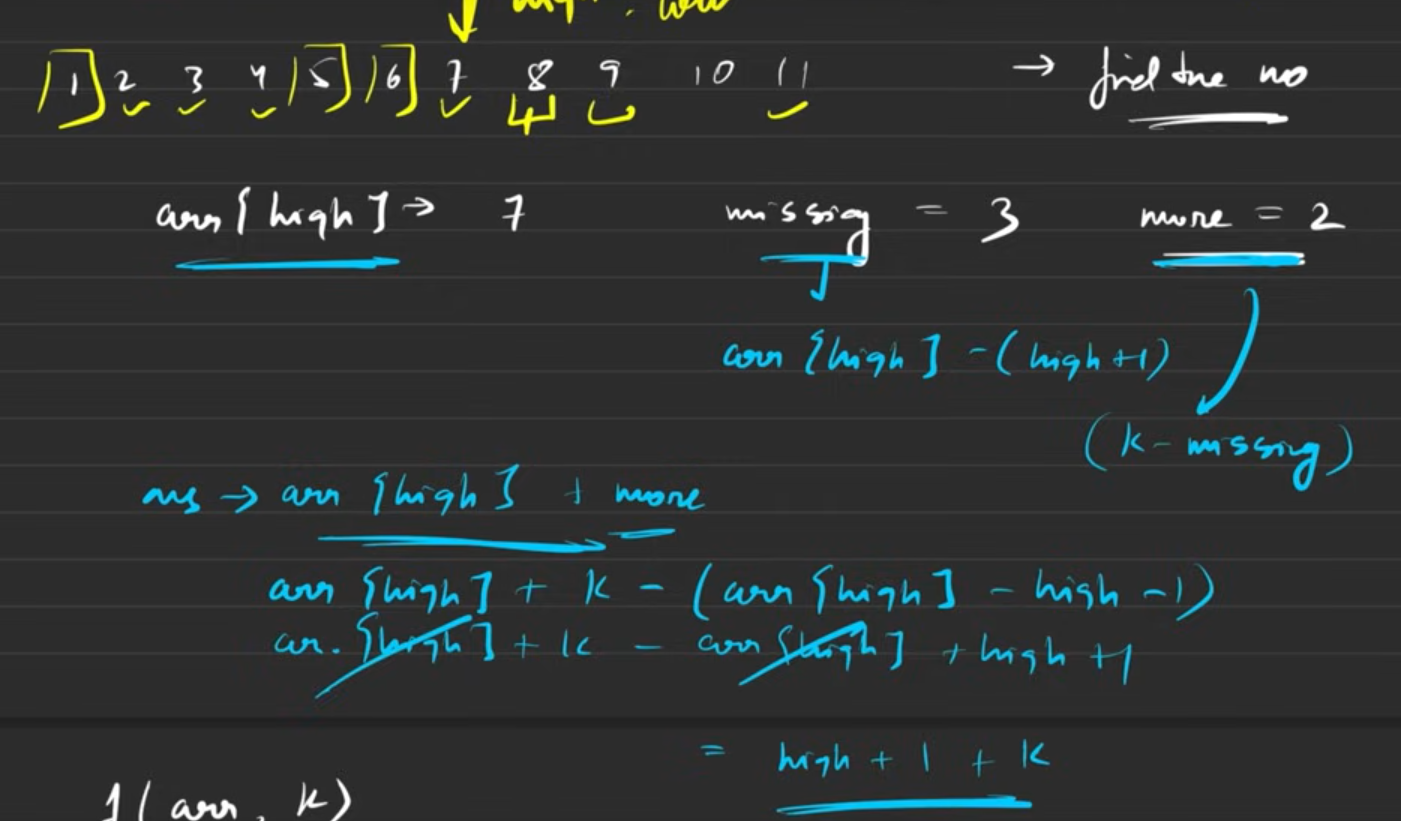 1 2 3 4 5 6 7 8 9 10 11 → find the no
arr[high] → 7 missing = 3 more = 2
arr[high] - (high+1)
(k - missing)
ans → arr[high] + more
arr[high] + k - (arr[high] - high - 1)
arr[high] + k - arr[high] + high + 1
= high + 1 + k
f(arr, k)